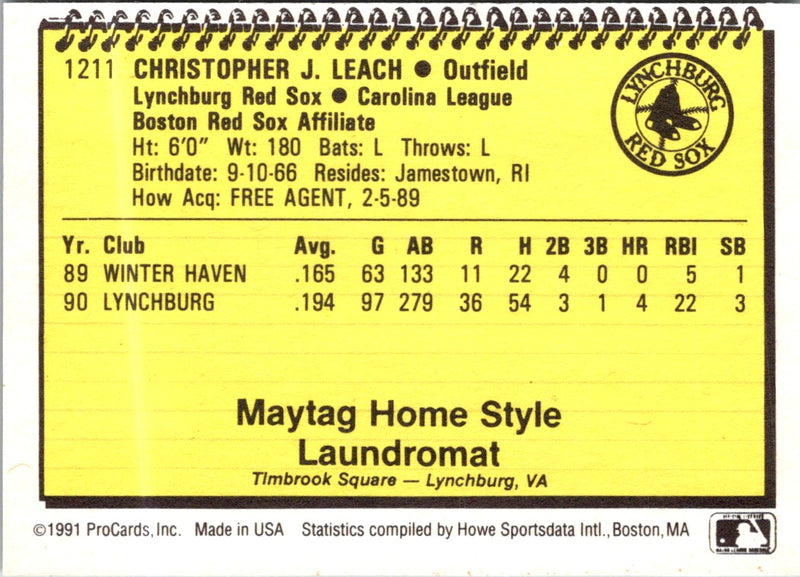 1211 CHRISTOPHER J. LEACH ● Outfield
Lynchburg Red Sox ● Carolina League
Boston Red Sox Affiliate
Ht: 6'0" Wt: 180 Bats: L Throws: L
Birthdate: 9-10-66 Resides: Jamestown, RI
How Acq: FREE AGENT, 2-5-89
LYNCHBURG
RED SOX
Yr. Club Avg. G AB R H 2B 3B HR RBI SB
89 WINTER HAVEN .165 63 133 11 22 4 0 0 5 1
90 LYNCHBURG .194 97 279 36 54 3 1 4 22 3
Maytag Home Style
Laundromat
Timbrook Square — Lynchburg, VA
©1991 ProCards, Inc. Made in USA Statistics compiled by Howe Sportsdata Intl., Boston, MA